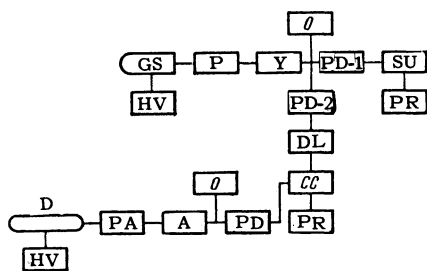 O
GS P Y PD-1 SU
HV PD-2 PR
DL
D O CC
PA A PD PR
HV